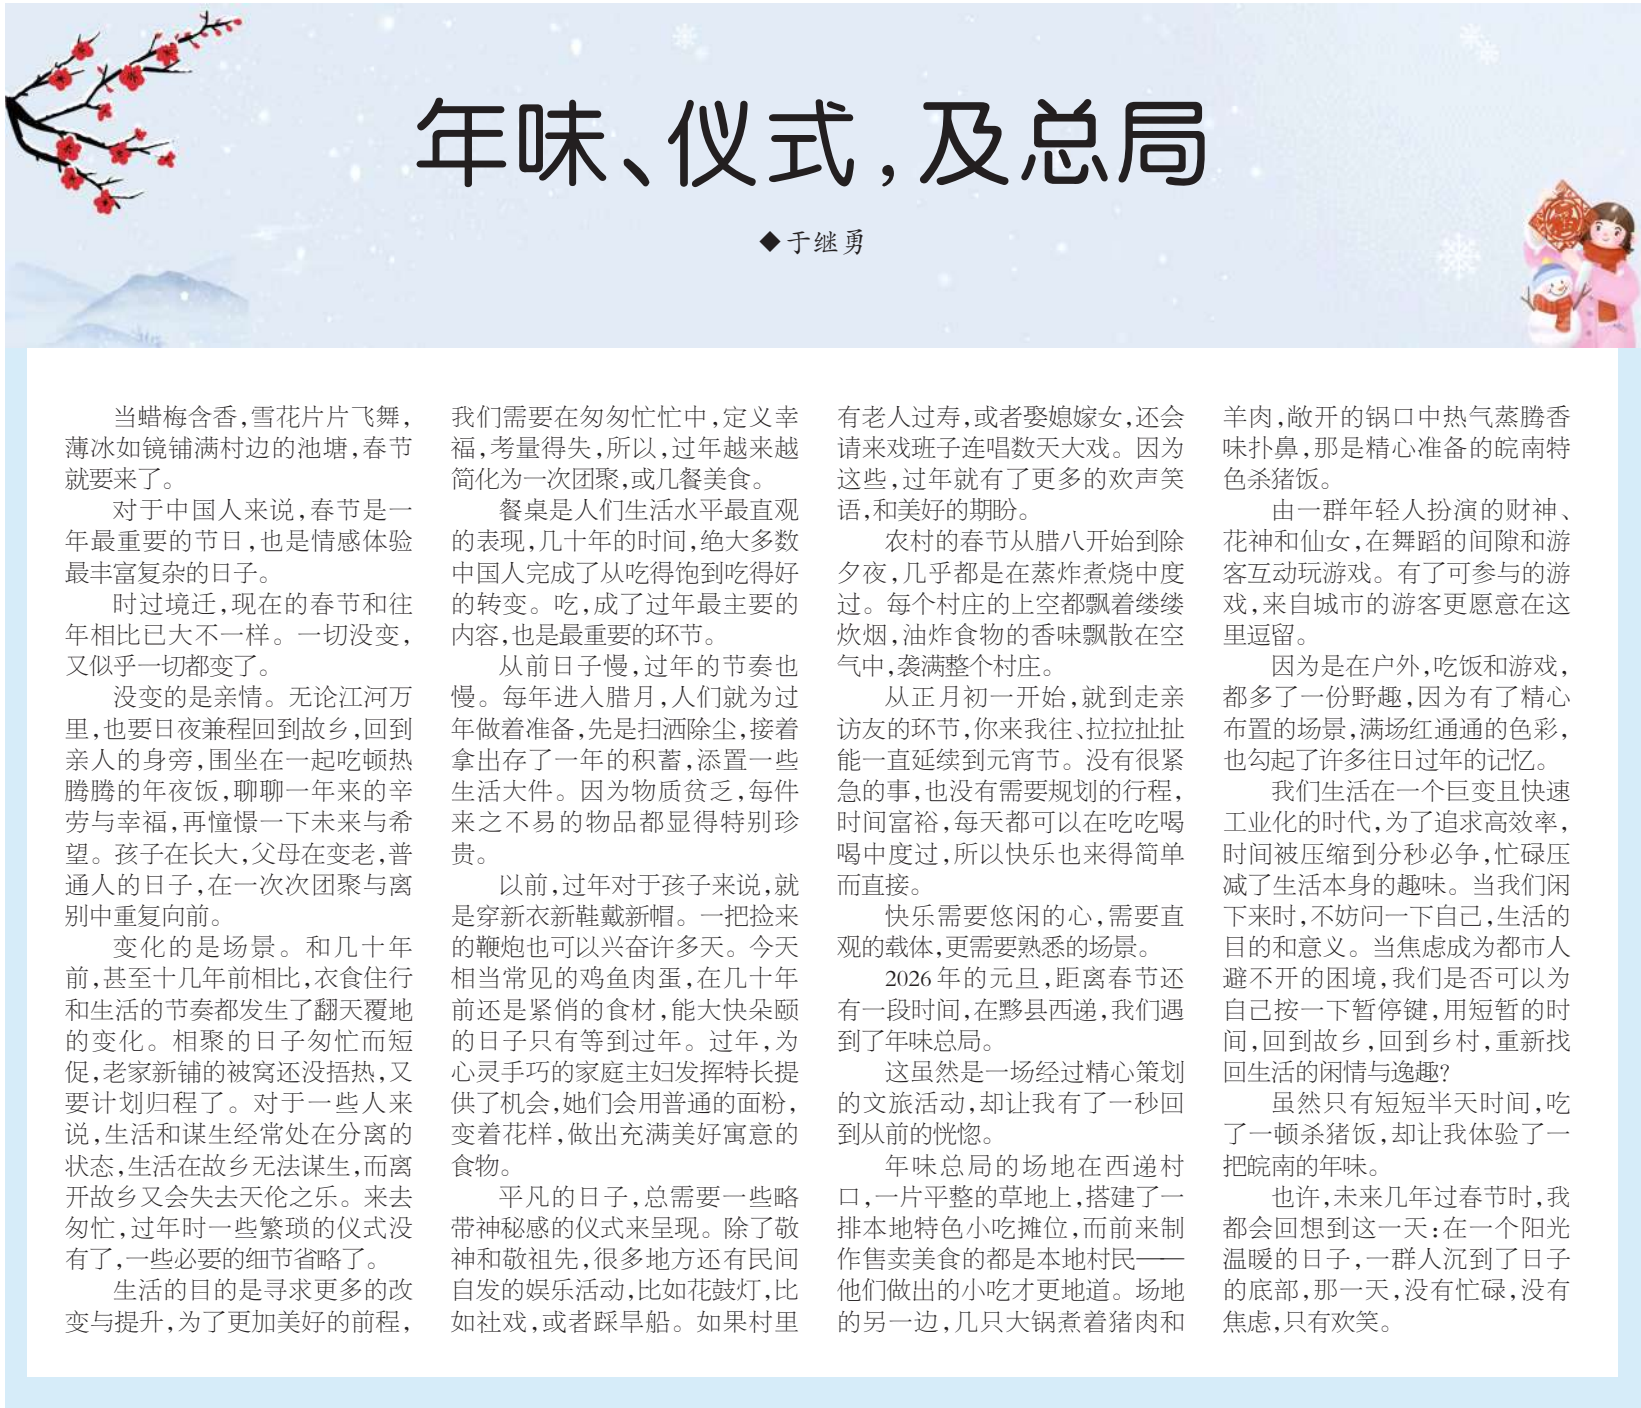 年味、仪式,及总局
◆于继勇
当蜡梅含香,雪花片片飞舞,
薄冰如镜铺满村边的池塘,春节
就要来了。
对于中国人来说,春节是一
年最重要的节日,也是情感体验
最丰富复杂的日子。
时过境迁,现在的春节和往
年相比已大不一样。一切没变,
又似乎一切都变了。
没变的是亲情。无论江河万
里,也要日夜兼程回到故乡,回到
亲人的身旁,围坐在一起吃顿热
腾腾的年夜饭,聊聊一年来的辛
劳与幸福,再憧憬一下未来与希
望。孩子在长大,父母在变老,普
通人的日子,在一次次团聚与离
别中重复向前。
变化的是场景。和几十年
前,甚至十几年前相比,衣食住行
和生活的节奏都发生了翻天覆地
的变化。相聚的日子匆忙而短
促,老家新铺的被窝还没捂热,又
要计划归程了。对于一些人来
说,生活和谋生经常处在分离的
状态,生活在故乡无法谋生,而离
开故乡又会失去天伦之乐。来去
匆忙,过年时一些繁琐的仪式没
有了,一些必要的细节省略了。
生活的目的是寻求更多的改
变与提升,为了更加美好的前程,
我们需要在匆匆忙忙中,定义幸
福,考量得失,所以,过年越来越
简化为一次团聚,或几餐美食。
餐桌是人们生活水平最直观
的表现,几十年的时间,绝大多数
中国人完成了从吃得饱到吃得好
的转变。吃,成了过年最主要的
内容,也是最重要的环节。
从前日子慢,过年的节奏也
慢。每年进入腊月,人们就为过
年做着准备,先是扫洒除尘,接着
拿出存了一年的积蓄,添置一些
生活大件。因为物质贫乏,每件
来之不易的物品都显得特别珍
贵。
以前,过年对于孩子来说,就
是穿新衣新鞋戴新帽。一把捡来
的鞭炮也可以兴奋许多天。今天
相当常见的鸡鱼肉蛋,在几十年
前还是紧俏的食材,能大快朵颐
的日子只有等到过年。过年,为
心灵手巧的家庭主妇发挥特长提
供了机会,她们会用普通的面粉,
变着花样,做出充满美好寓意的
食物。
平凡的日子,总需要一些略
带神秘感的仪式来呈现。除了敬
神和敬祖先,很多地方还有民间
自发的娱乐活动,比如花鼓灯,比
如社戏,或者踩旱船。如果村里
有老人过寿,或者娶媳嫁女,还会
请来戏班子连唱数天大戏。因为
这些,过年就有了更多的欢声笑
语,和美好的期盼。
农村的春节从腊八开始到除
夕夜,几乎都是在蒸炸煮烧中度
过。每个村庄的上空都飘着缕缕
炊烟,油炸食物的香味飘散在空
气中,袭满整个村庄。
从正月初一开始,就到走亲
访友的环节,你来我往、拉拉扯扯
能一直延续到元宵节。没有很紧
急的事,也没有需要规划的行程,
时间富裕,每天都可以在吃吃喝
喝中度过,所以快乐也来得简单
而直接。
快乐需要悠闲的心,需要直
观的载体,更需要熟悉的场景。
2026年的元旦,距离春节还
有一段时间,在黟县西递,我们遇
到了年味总局。
这虽然是一场经过精心策划
的文旅活动,却让我有了一秒回
到从前的恍惚。
年味总局的场地在西递村
口,一片平整的草地上,搭建了一
排本地特色小吃摊位,而前来制
作售卖美食的都是本地村民——
他们做出的小吃才更地道。场地
的另一边,几只大锅煮着猪肉和
羊肉,敞开的锅口中热气蒸腾香
味扑鼻,那是精心准备的皖南特
色杀猪饭。
由一群年轻人扮演的财神、
花神和仙女,在舞蹈的间隙和游
客互动玩游戏。有了可参与的游
戏,来自城市的游客更愿意在这
里逗留。
因为是在户外,吃饭和游戏,
都多了一份野趣,因为有了精心
布置的场景,满场红通通的色彩,
也勾起了许多往日过年的记忆。
我们生活在一个巨变且快速
工业化的时代,为了追求高效率,
时间被压缩到分秒必争,忙碌压
减了生活本身的趣味。当我们闲
下来时,不妨问一下自己,生活的
目的和意义。当焦虑成为都市人
避不开的困境,我们是否可以为
自己按一下暂停键,用短暂的时
间,回到故乡,回到乡村,重新找
回生活的闲情与逸趣?
虽然只有短短半天时间,吃
了一顿杀猪饭,却让我体验了一
把皖南的年味。
也许,未来几年过春节时,我
都会回想到这一天:在一个阳光
温暖的日子,一群人沉到了日子
的底部,那一天,没有忙碌,没有
焦虑,只有欢笑。
福